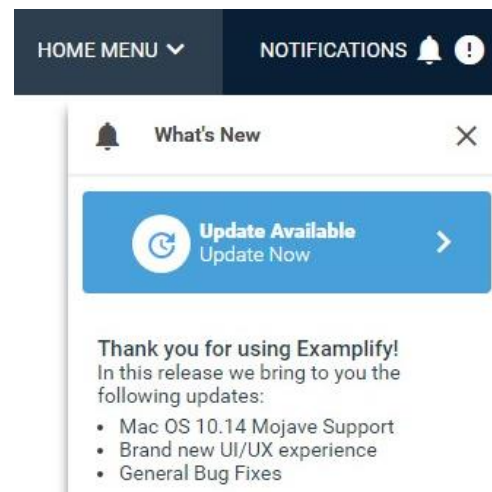 HOME MENU
NOTIFICATIONS
What's New
Update Available
Update Now
Thank you for using Examplify!
In this release we bring to you the
following updates:
• Mac OS 10.14 Mojave Support
• Brand new UI/UX experience
• General Bug Fixes